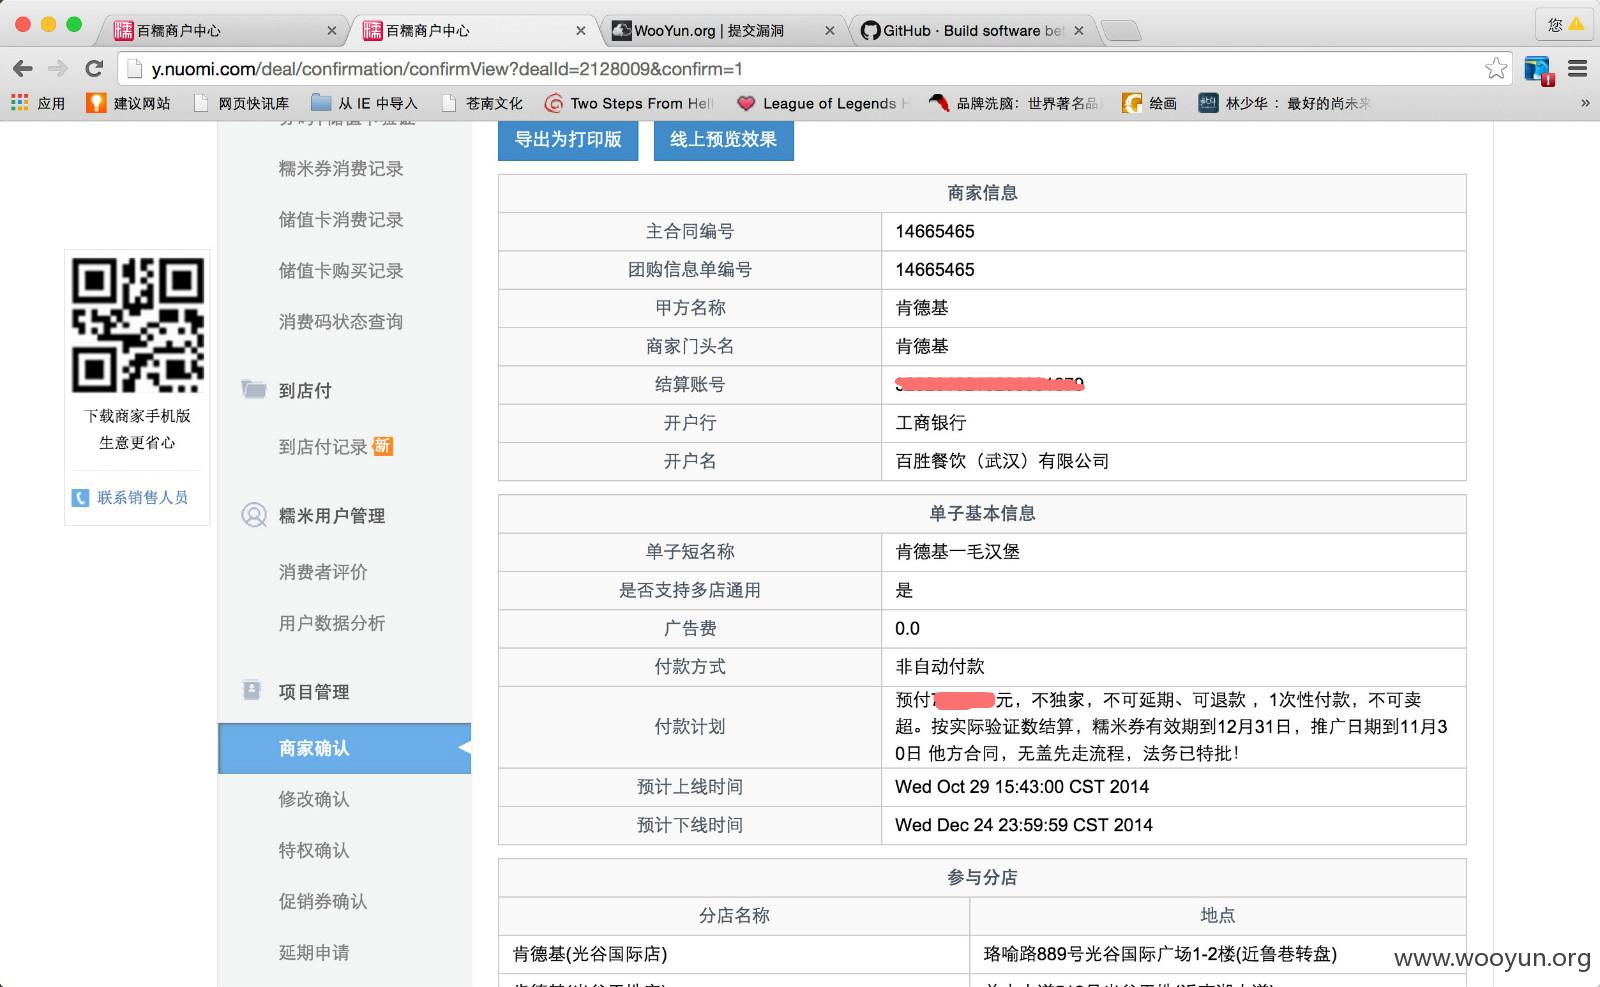 百糯商户中心
百糯商户中心
WooYun.org | 提交漏洞
GitHub · Build software be
您
y.nuomi.com/deal/confirmation/confirmView?dealId=2128009&confirm=1
应用
建议网站
网页快讯库
从 IE 中导入
苍南文化
Two Steps From Hell
League of Legends
品牌洗脑：世界著名品
绘画
林少华 ：最好的尚未来
糯米券消费记录
储值卡消费记录
储值卡购买记录
消费码状态查询
到店付
到店付记录 新
糯米用户管理
消费者评价
用户数据分析
项目管理
商家确认
修改确认
特权确认
促销券确认
延期申请
下载商家手机版
生意更省心
联系销售人员
导出为打印版
线上预览效果
商家信息
主合同编号 14665465
团购信息单编号 14665465
甲方名称 肯德基
商家门头名 肯德基
结算账号
开户行 工商银行
开户名 百胜餐饮（武汉）有限公司
单子基本信息
单子短名称 肯德基一毛汉堡
是否支持多店通用 是
广告费 0.0
付款方式 非自动付款
付款计划
预付 元，不独家，不可延期、可退款 ，1次性付款，不可卖
超。按实际验证数结算，糯米券有效期到12月31日，推广日期到11月3
0日 他方合同，无盖先走流程，法务已特批！
预计上线时间 Wed Oct 29 15:43:00 CST 2014
预计下线时间 Wed Dec 24 23:59:59 CST 2014
参与分店
分店名称 地点
肯德基(光谷国际店) 珞喻路889号光谷国际广场1-2楼(近鲁巷转盘)
www.wooyun.org